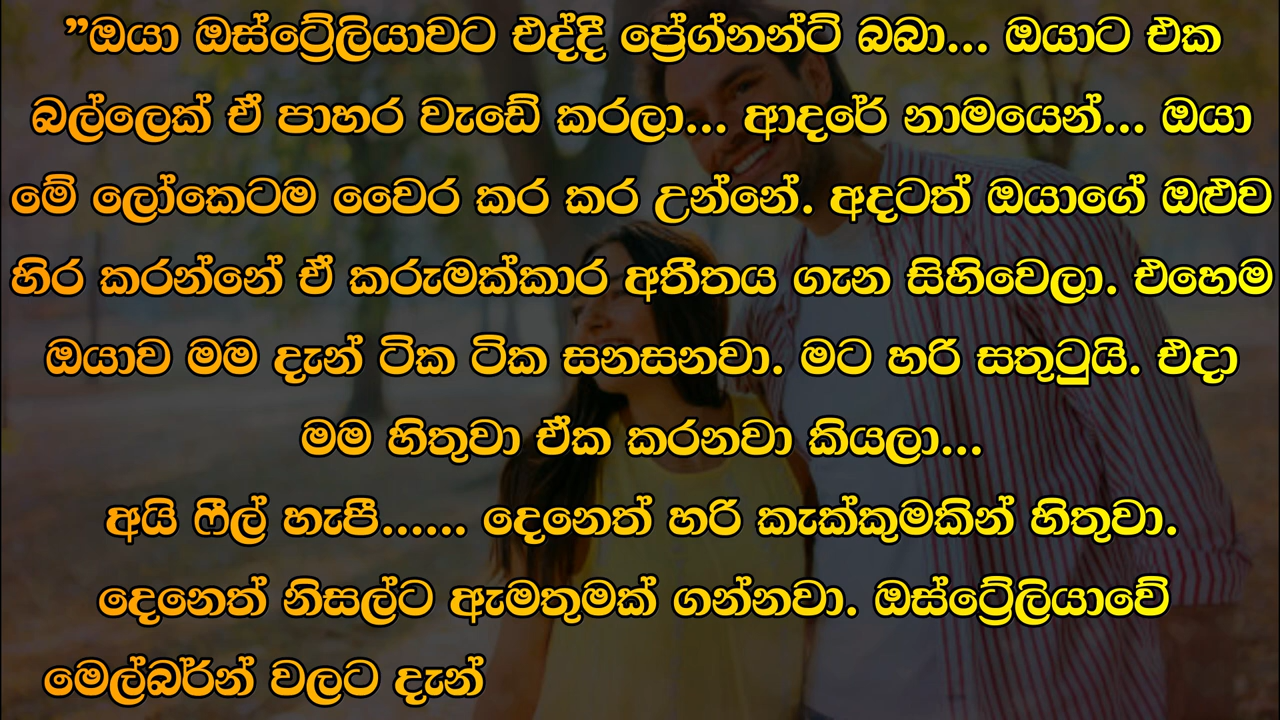 ”ඔයා ඔස්ට්‍රේලියාවට එද්දී ප්‍රේග්නන්ට් බබා... ඔයාට එක
බල්ලෙක් ඒ පාහර වැඩේ කරලා... ආදරේ නාමයෙන්... ඔයා
මේ ලෝකෙටම වෛර කර කර උන්නේ. අදටත් ඔයාගේ ඔළුව
හිර කරන්නේ ඒ කරුමක්කාර අතීතය ගැන සිහිවෙලා. එහෙම
ඔයාව මම දැන් ටික ටික සනසනවා. මට හරි සතුටුයි. එදා
මම හිතුවා ඒක කරනවා කියලා...
අයි ෆීල් හැපී...... දෙනෙත් හරි කැක්කුමකින් හිතුවා.
දෙනෙත් නිසල්ට ඇමතුමක් ගන්නවා. ඔස්ට්‍රේලියාවේ
මෙල්බර්න් වලට දැන්